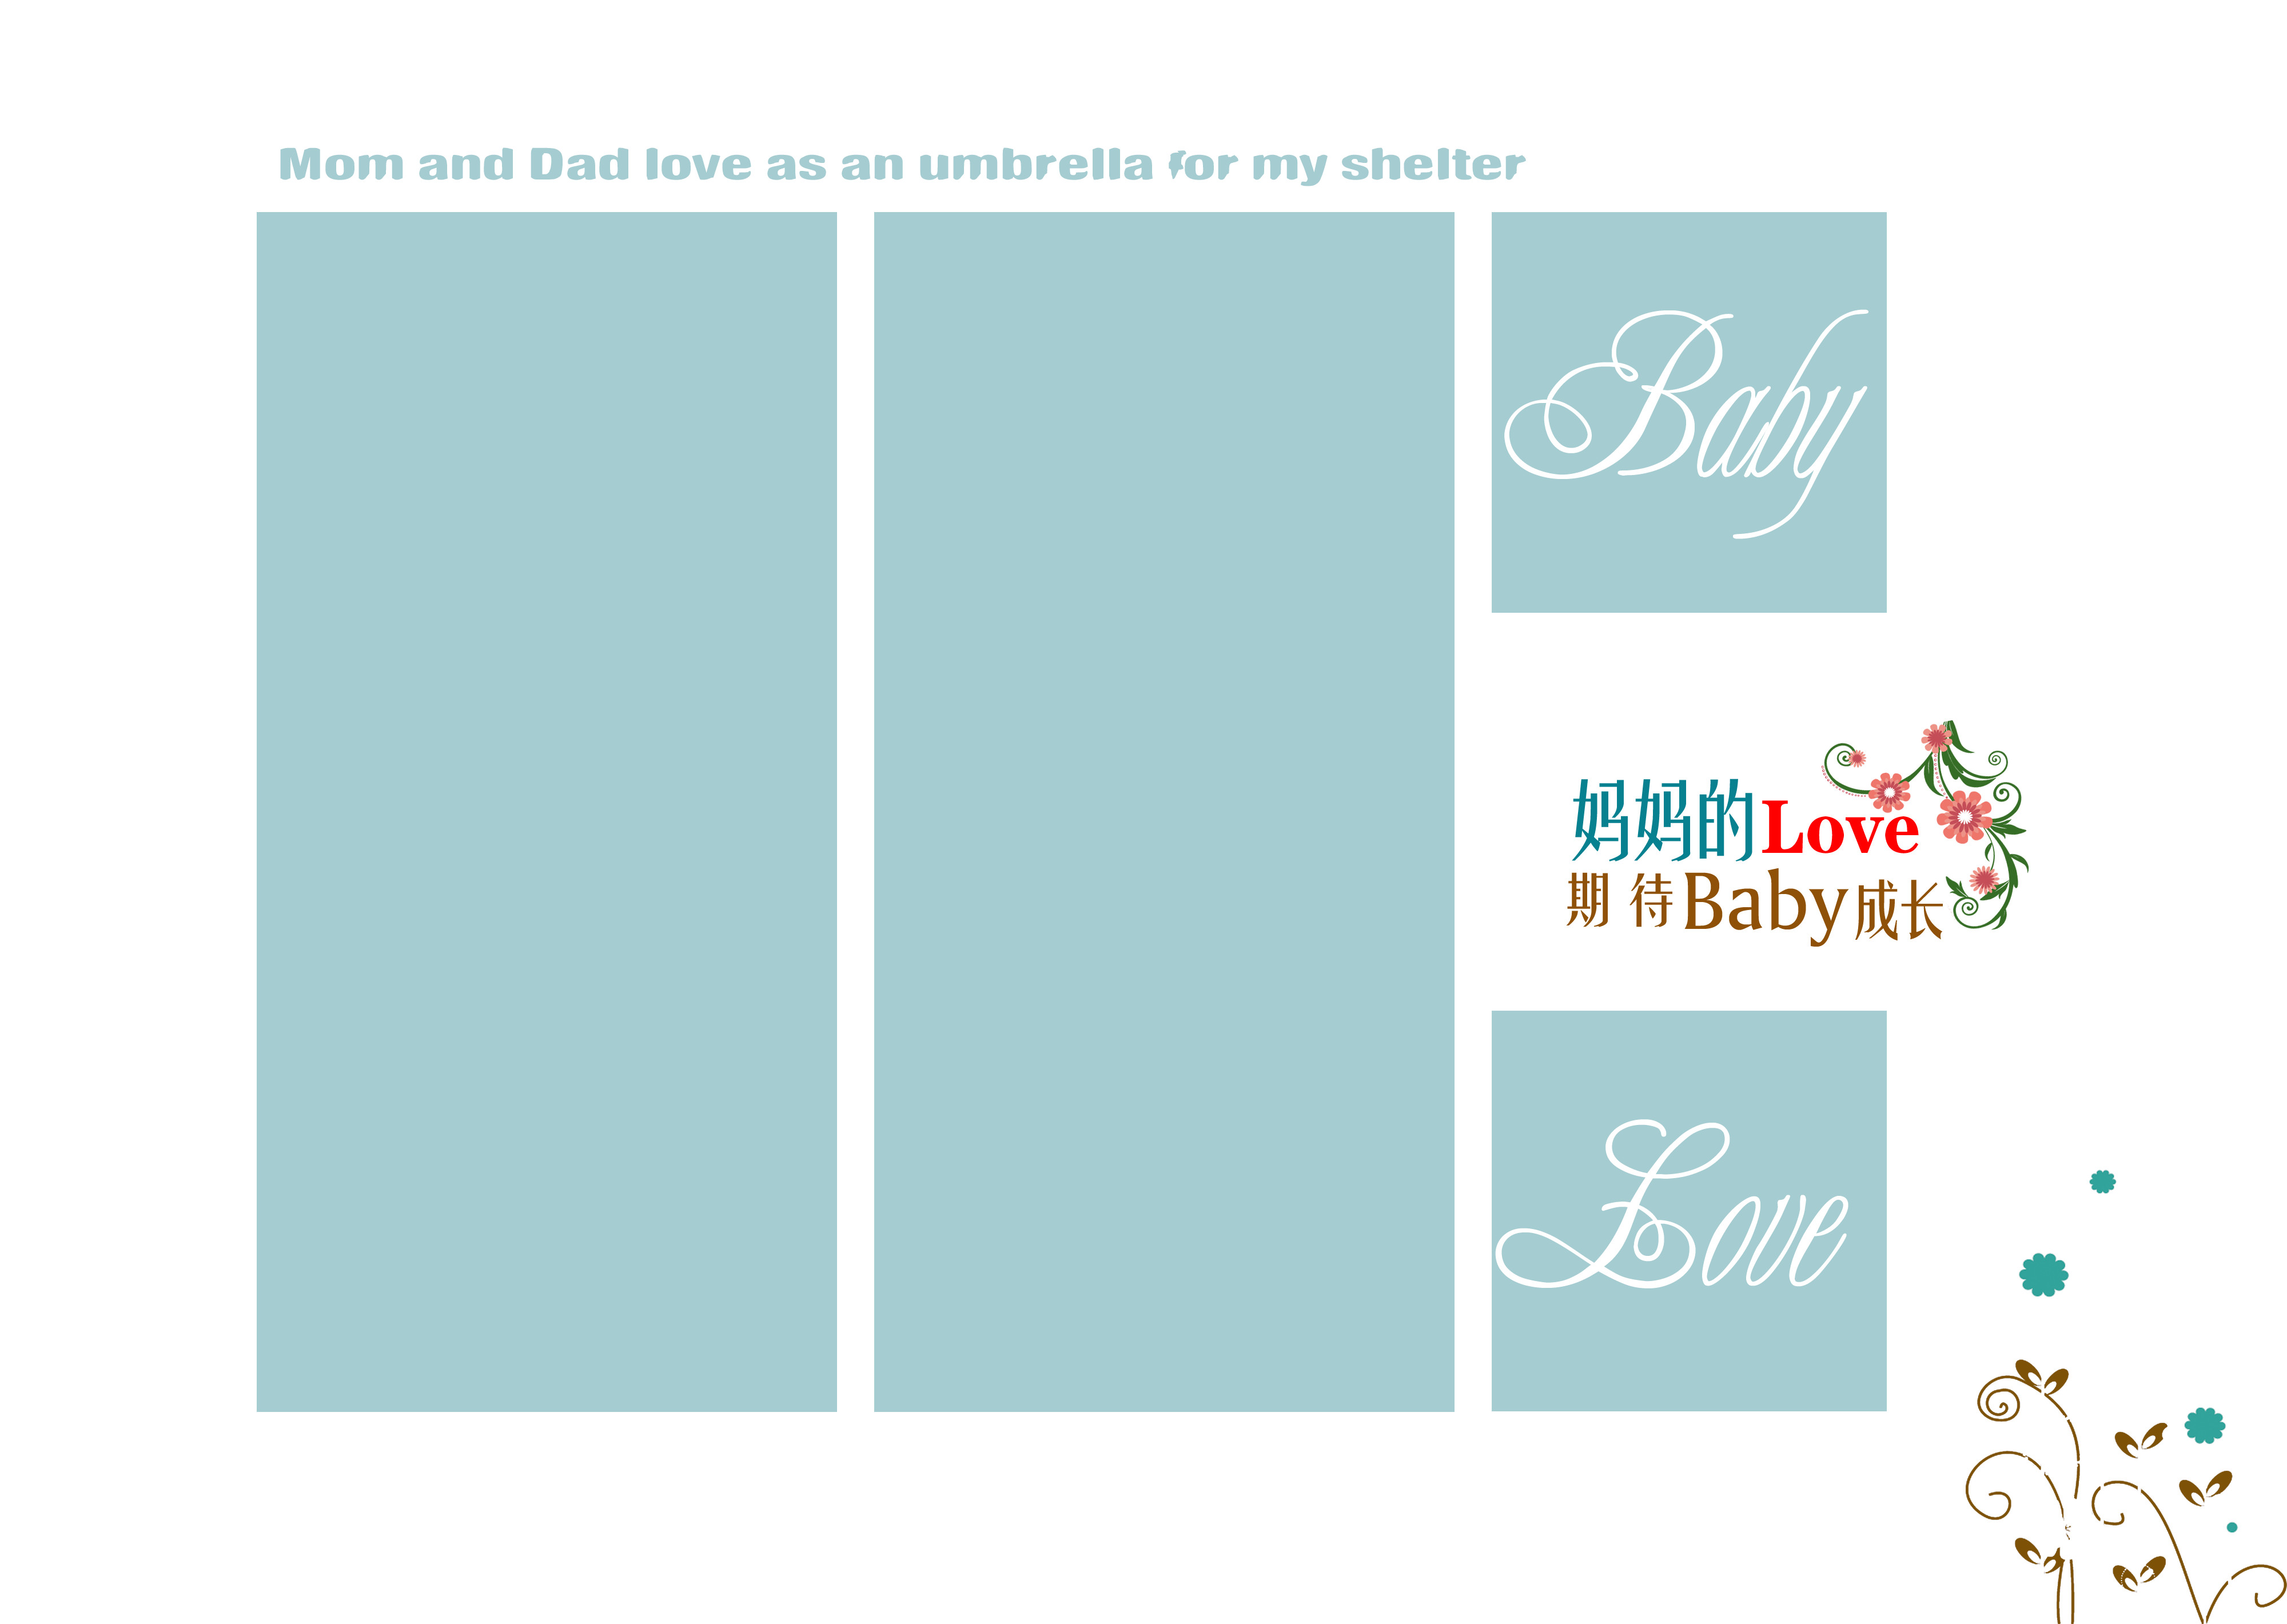 Mom and Dad love as an umbrella for my shelter
Baby
妈妈的Love
期待Baby成长
Love